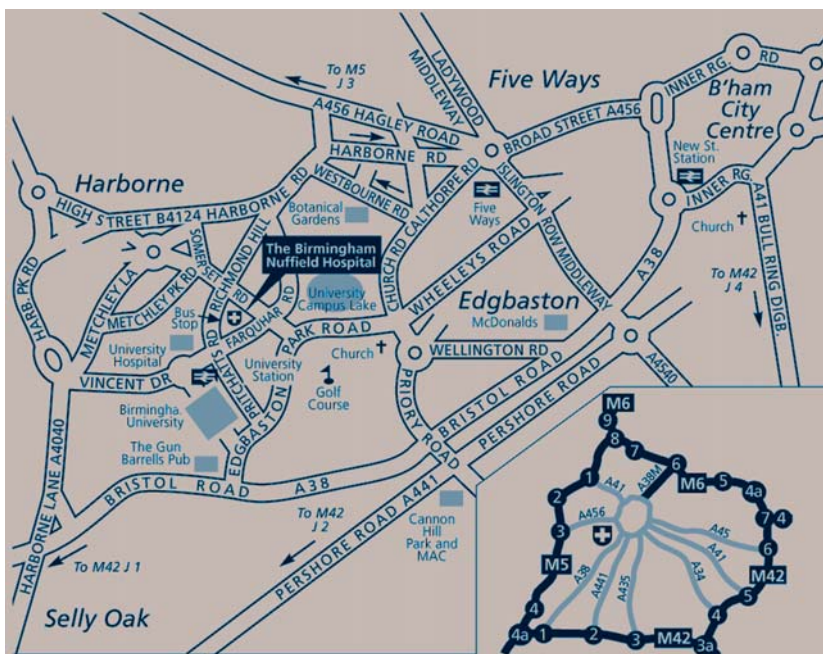 To M5
J 3
LADYWOOD
MIDDLEWAY
Five Ways
INNER RG.
RD
B'ham
City
Centre
A456 HAGLEY ROAD
BROAD STREET A456
HARBORNE RD
New St.
Station
Harborne
WESTBOURNE RD
CALTHORPE RD
ISLINGTON ROW MIDDLEWAY
Five
Ways
INNER RG.
A41 BULL RING DIGB.
HIGH STREET B4124 HARBORNE RD
Botanical
Gardens
Church
RICHMOND HILL
SOMERSET RD
The Birmingham
Nuffield Hospital
CHURCH RD
WHEELEYS ROAD
A38
To M42
J 4
HARB. PK RD
METCHLEY LA
METCHLEY PK RD
Bus
Stop
FARQUHAR RD
University
Campus Lake
Edgbaston
McDonalds
University
Hospital
PRITCHATTS RD
PARK ROAD
Church
WELLINGTON RD
VINCENT DR
University
Station
Golf
Course
PRIORY ROAD
BRISTOL ROAD
PERSHORE ROAD
A4540
Birmingha.
University
EDGBASTON
The Gun
Barrells Pub
HARBORNE LANE A4040
BRISTOL ROAD A38
To M42
J 2
PERSHORE ROAD A441
Cannon
Hill
Park and
MAC
To M42 J 1
Selly Oak
M6
9
8
7
6
M6
5
4a
A38M
1
A41
2
7
4
A456
3
A45
6
M5
A38
A441
A435
A34
A41
M42
5
4
4
4a
1
2
3
M42
3a